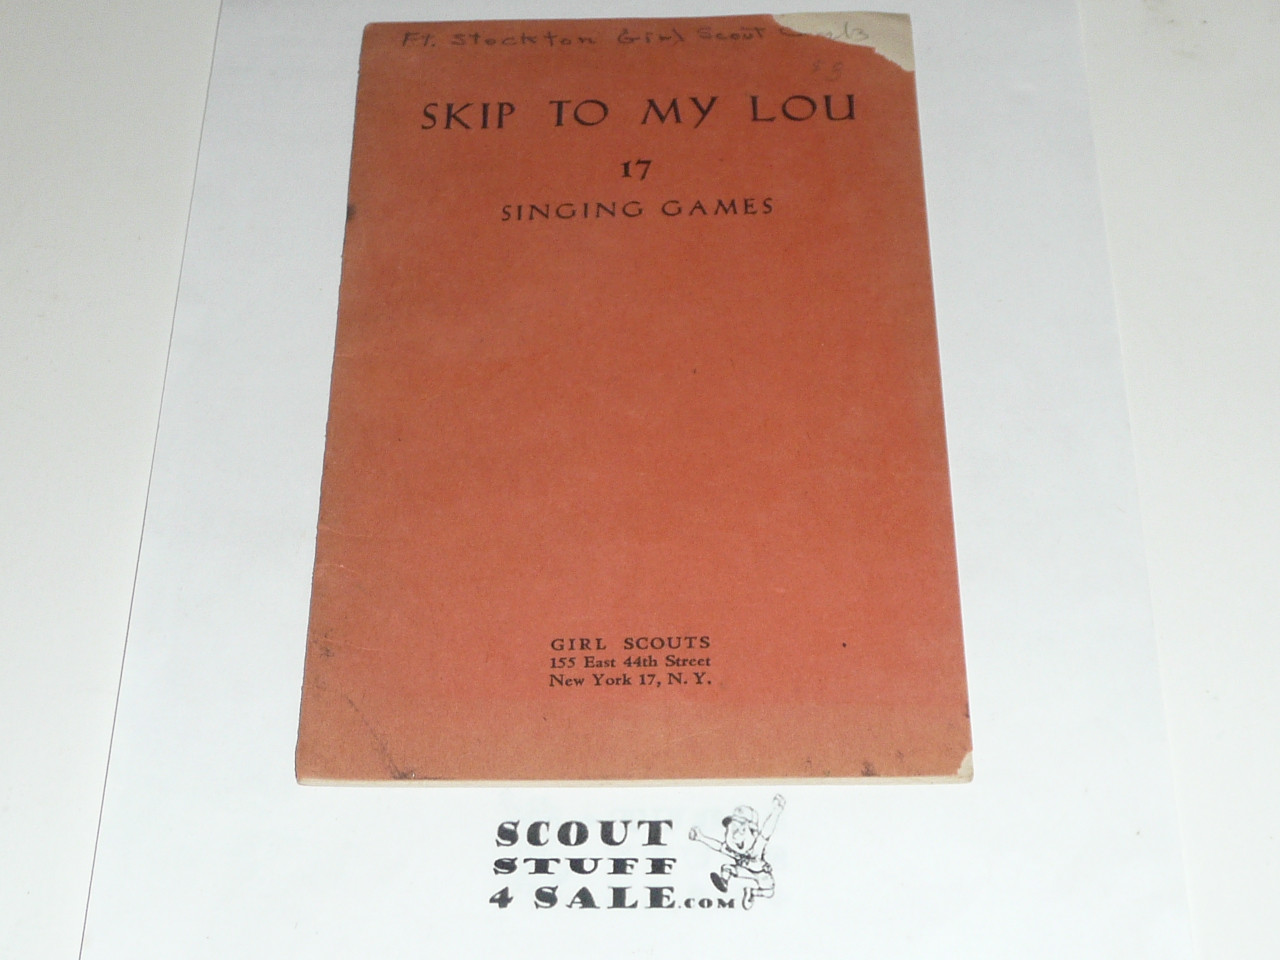 Ft. Stockton Girl Scout
SKIP TO MY LOU
17
SINGING GAMES
GIRL SCOUTS
155 East 44th Street
New York 17, N. Y.
SCOUT
STUFF
4 SALE.COM